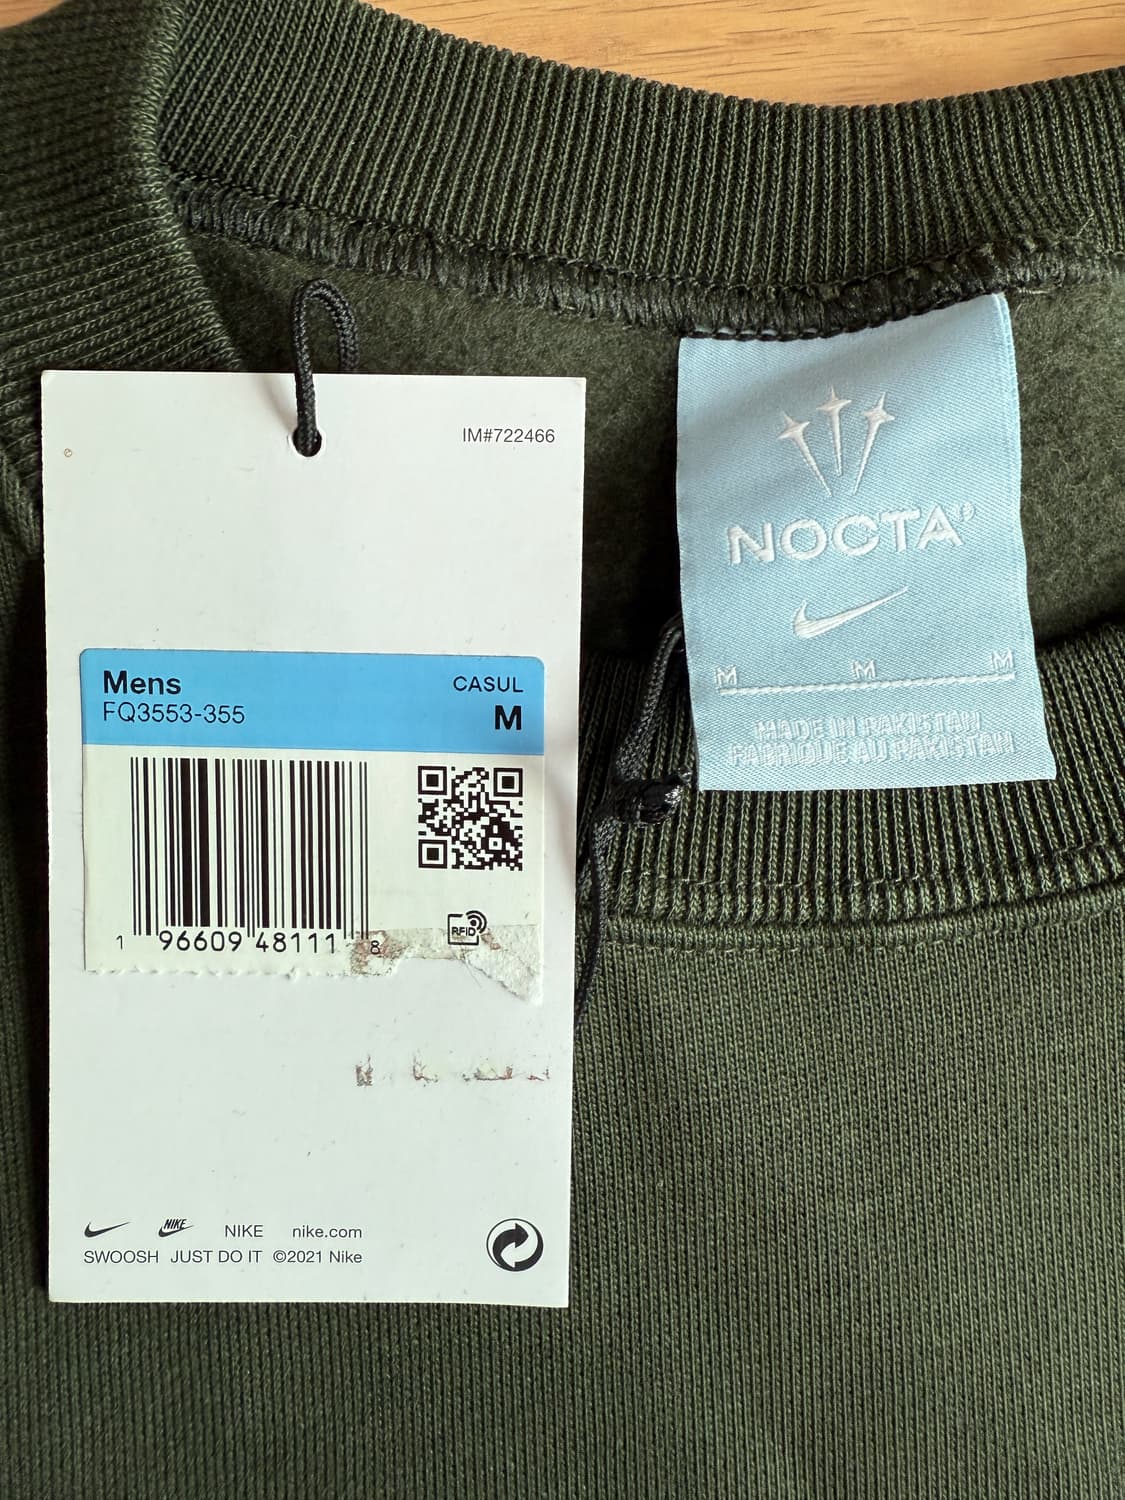 IM#722466
Mens CASUL
FQ3553-355 M
1 96609 48111 8
RFID
NIKE NIKE nike.com
SWOOSH JUST DO IT ©2021 Nike
NOCTA®
M M M
MADE IN PAKISTAN
FABRIQUE AU PAKISTAN